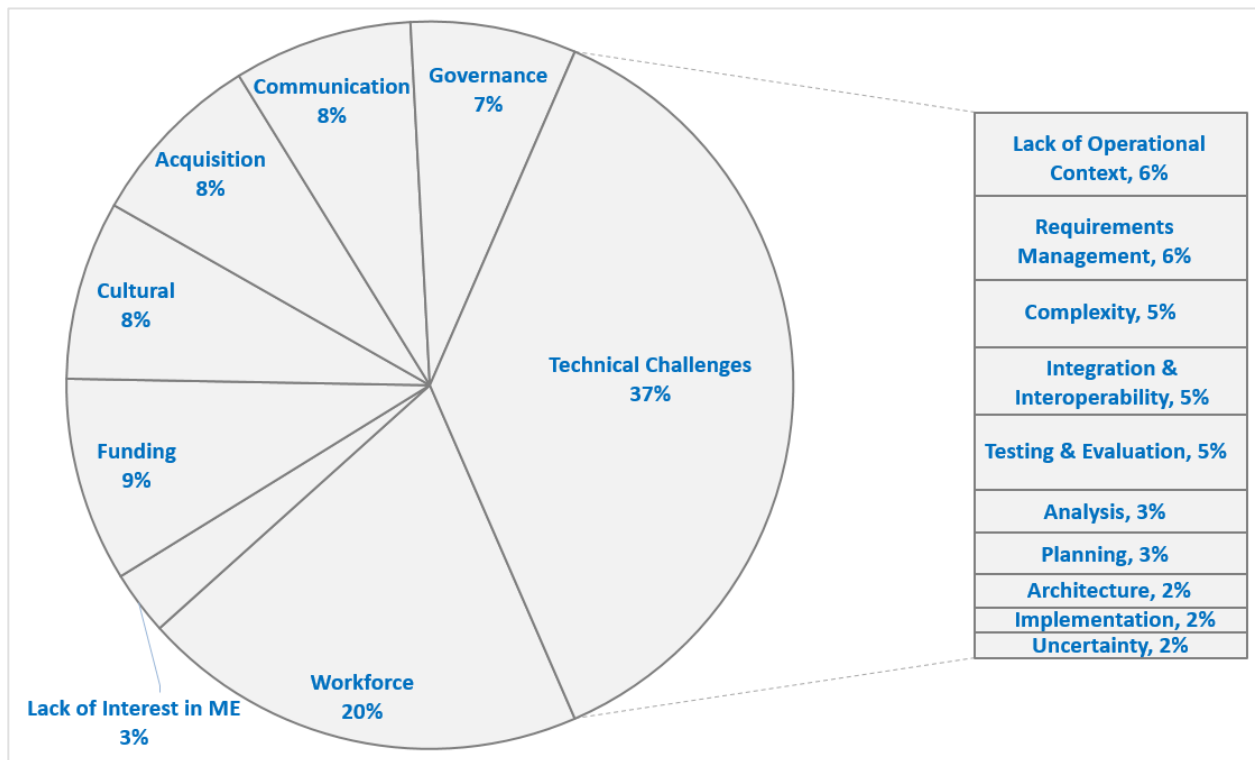 Governance
7%
Communication
8%
Acquisition
8%
Cultural
8%
Funding
9%
Lack of Interest in ME
3%
Workforce
20%
Technical Challenges
37%
Lack of Operational
Context, 6%
Requirements
Management, 6%
Complexity, 5%
Integration &
Interoperability, 5%
Testing & Evaluation, 5%
Analysis, 3%
Planning, 3%
Architecture, 2%
Implementation, 2%
Uncertainty, 2%